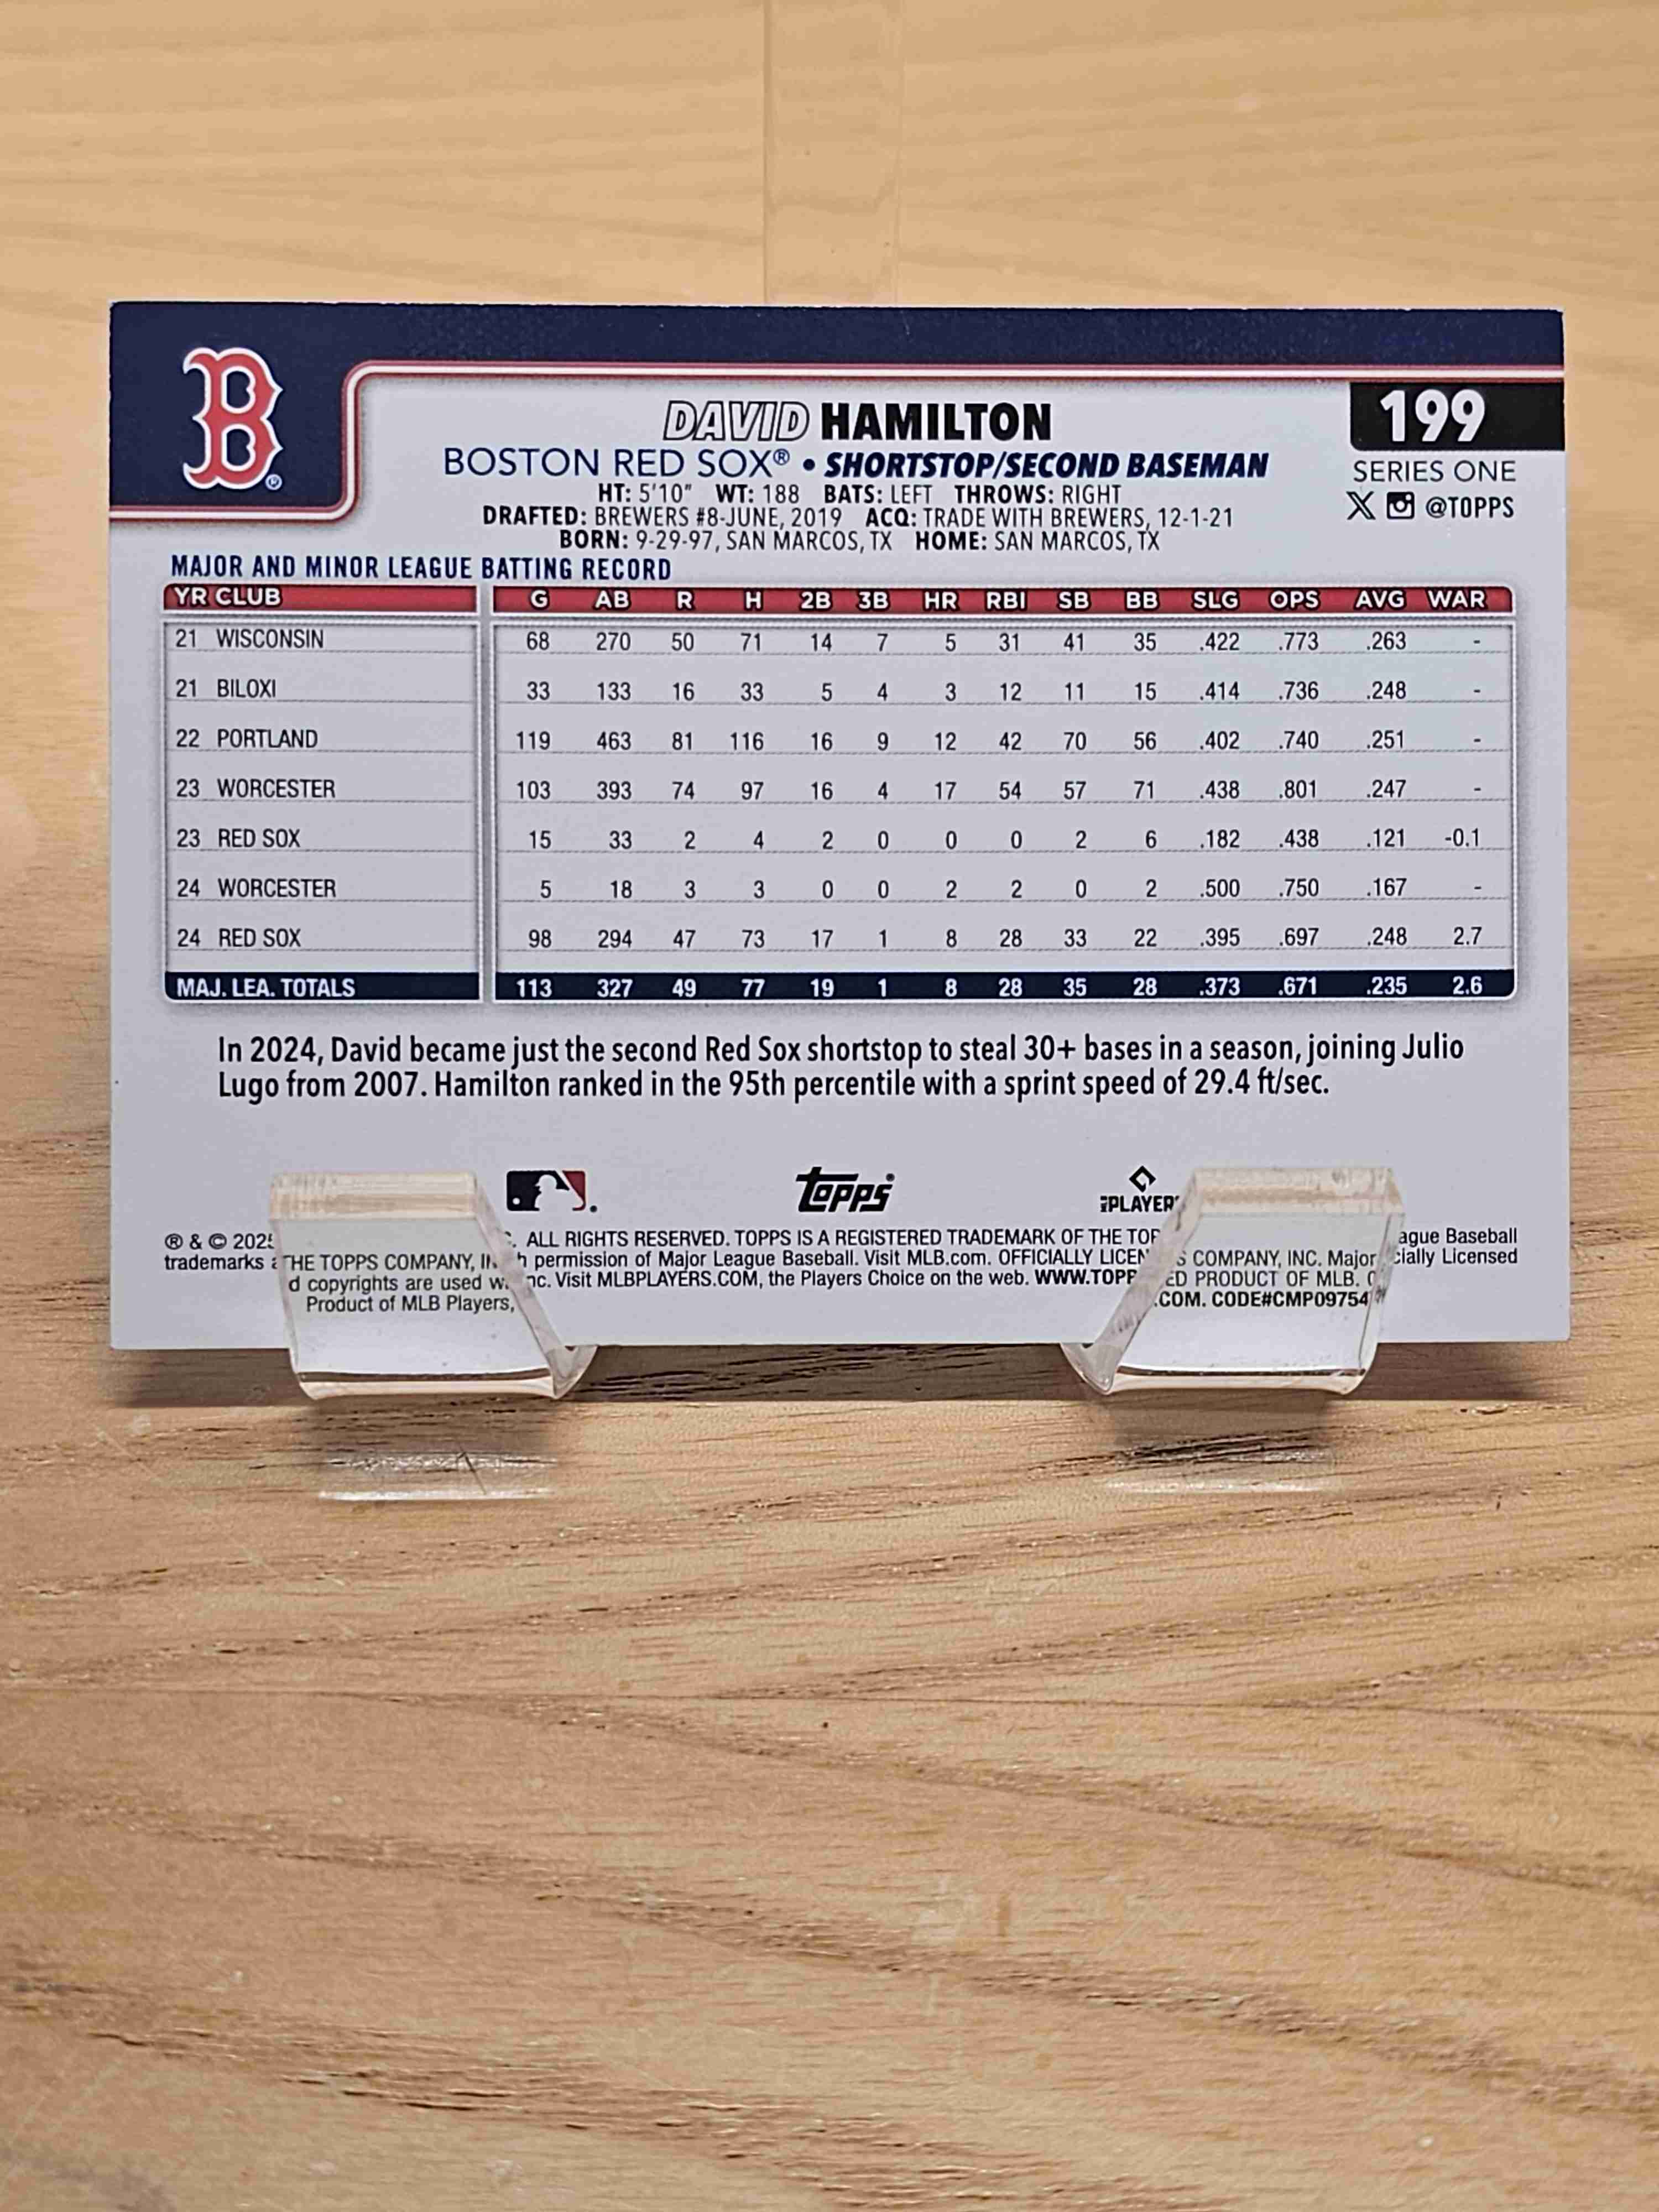 B
®
DAVID HAMILTON
199
BOSTON RED SOX® • SHORTSTOP/SECOND BASEMAN
SERIES ONE
HT: 5'10" WT: 188 BATS: LEFT THROWS: RIGHT
X @TOPPS
DRAFTED: BREWERS #8-JUNE, 2019 ACQ: TRADE WITH BREWERS, 12-1-21
BORN: 9-29-97, SAN MARCOS, TX HOME: SAN MARCOS, TX
MAJOR AND MINOR LEAGUE BATTING RECORD
YR CLUB G AB R H 2B 3B HR RBI SB BB SLG OPS AVG WAR
21 WISCONSIN 68 270 50 71 14 7 5 31 41 35 .422 .773 .263 -
21 BILOXI 33 133 16 33 5 4 3 12 11 15 .414 .736 .248 -
22 PORTLAND 119 463 81 116 16 9 12 42 70 56 .402 .740 .251 -
23 WORCESTER 103 393 74 97 16 4 17 54 57 71 .438 .801 .247 -
23 RED SOX 15 33 2 4 2 0 0 0 2 6 .182 .438 .121 -0.1
24 WORCESTER 5 18 3 3 0 0 2 2 0 2 .500 .750 .167 -
24 RED SOX 98 294 47 73 17 1 8 28 33 22 .395 .697 .248 2.7
MAJ. LEA. TOTALS 113 327 49 77 19 1 8 28 35 28 .373 .671 .235 2.6
In 2024, David became just the second Red Sox shortstop to steal 30+ bases in a season, joining Julio
Lugo from 2007. Hamilton ranked in the 95th percentile with a sprint speed of 29.4 ft/sec.
Topps
PLAYER
® & © 2025 THE TOPPS COMPANY, INC. ALL RIGHTS RESERVED. TOPPS IS A REGISTERED TRADEMARK OF THE TOPPS COMPANY, INC. Major League Baseball
trademarks and copyrights are used with permission of Major League Baseball. Visit MLB.com. OFFICIALLY LICENSED PRODUCT OF MLB. Officially Licensed
Product of MLB Players, Inc. Visit MLBPLAYERS.COM, the Players Choice on the web. WWW.TOPPS.COM. CODE#CMP09754